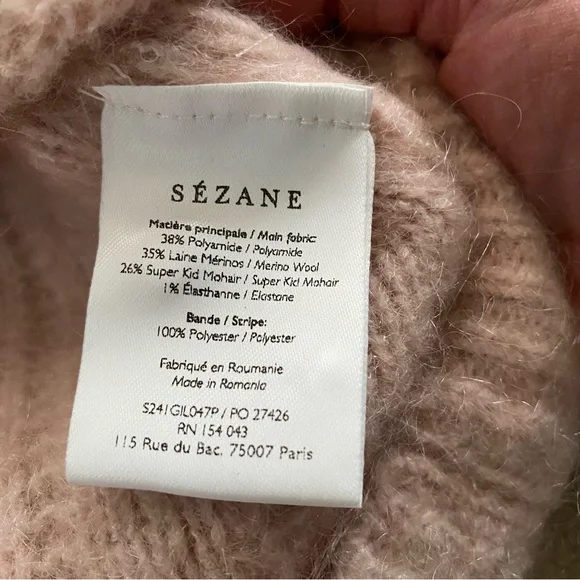 SÉZANE
Matière principale / Main fabric:
38% Polyamide / Polyamide
35% Laine Mérinos / Merino Wool
26% Super Kid Mohair / Super Kid Mohair
1% Élasthanne / Elastane
Bande / Stripe:
100% Polyester / Polyester
Fabriqué en Roumanie
Made in Romania
S241GIL047P / PO 27426
RN 154 043
115 Rue du Bac. 75007 Paris